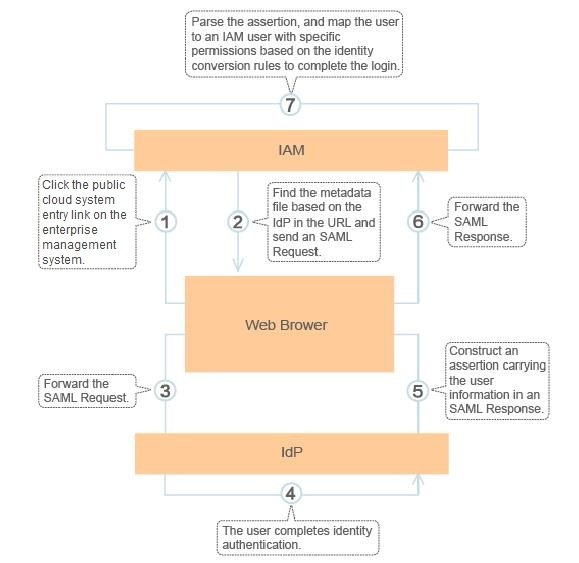 Parse the assertion, and map the user
to an IAM user with specific
permissions based on the identity
conversion rules to complete the login.
7
IAM
Click the public
cloud system
entry link on the
enterprise
management
system.
1
2
Find the metadata
file based on the
IdP in the URL and
send an SAML
Request.
6
Forward the
SAML
Response.
Web Brower
Forward the
SAML Request.
3
5
Construct an
assertion carrying
the user
information in an
SAML Response.
IdP
4
The user completes identity
authentication.